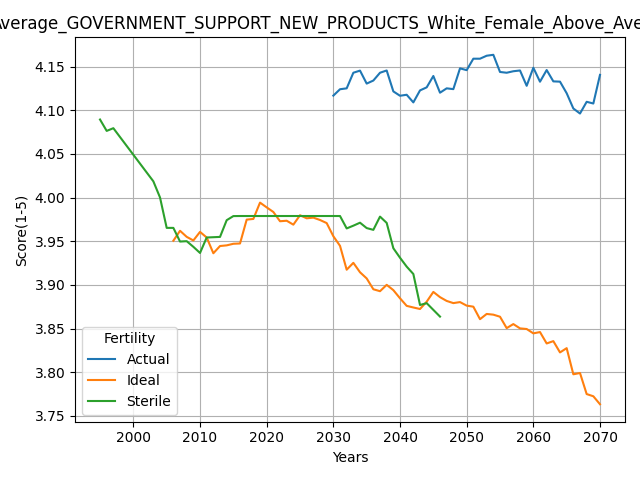 Average_GOVERNMENT_SUPPORT_NEW_PRODUCTS_White_Female_Above_Ave
4.15
4.10
4.05
4.00
3.95
3.90
3.85
3.80
3.75
Score(1-5)
Fertility
Actual
Ideal
Sterile
2000 2010 2020 2030 2040 2050 2060 2070
Years